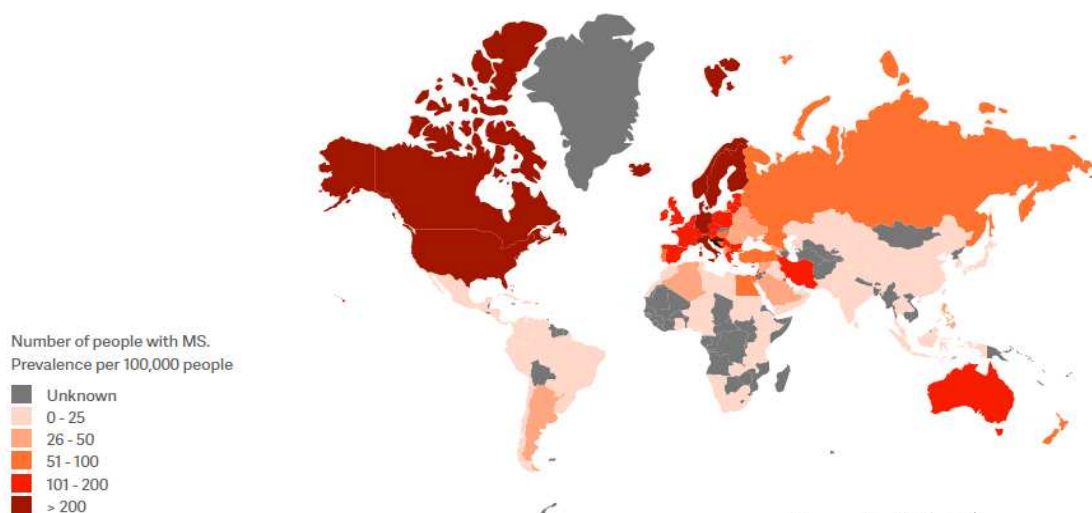 Number of people with MS.
Prevalence per 100,000 people
Unknown
0 - 25
26 - 50
51 - 100
101 - 200
> 200